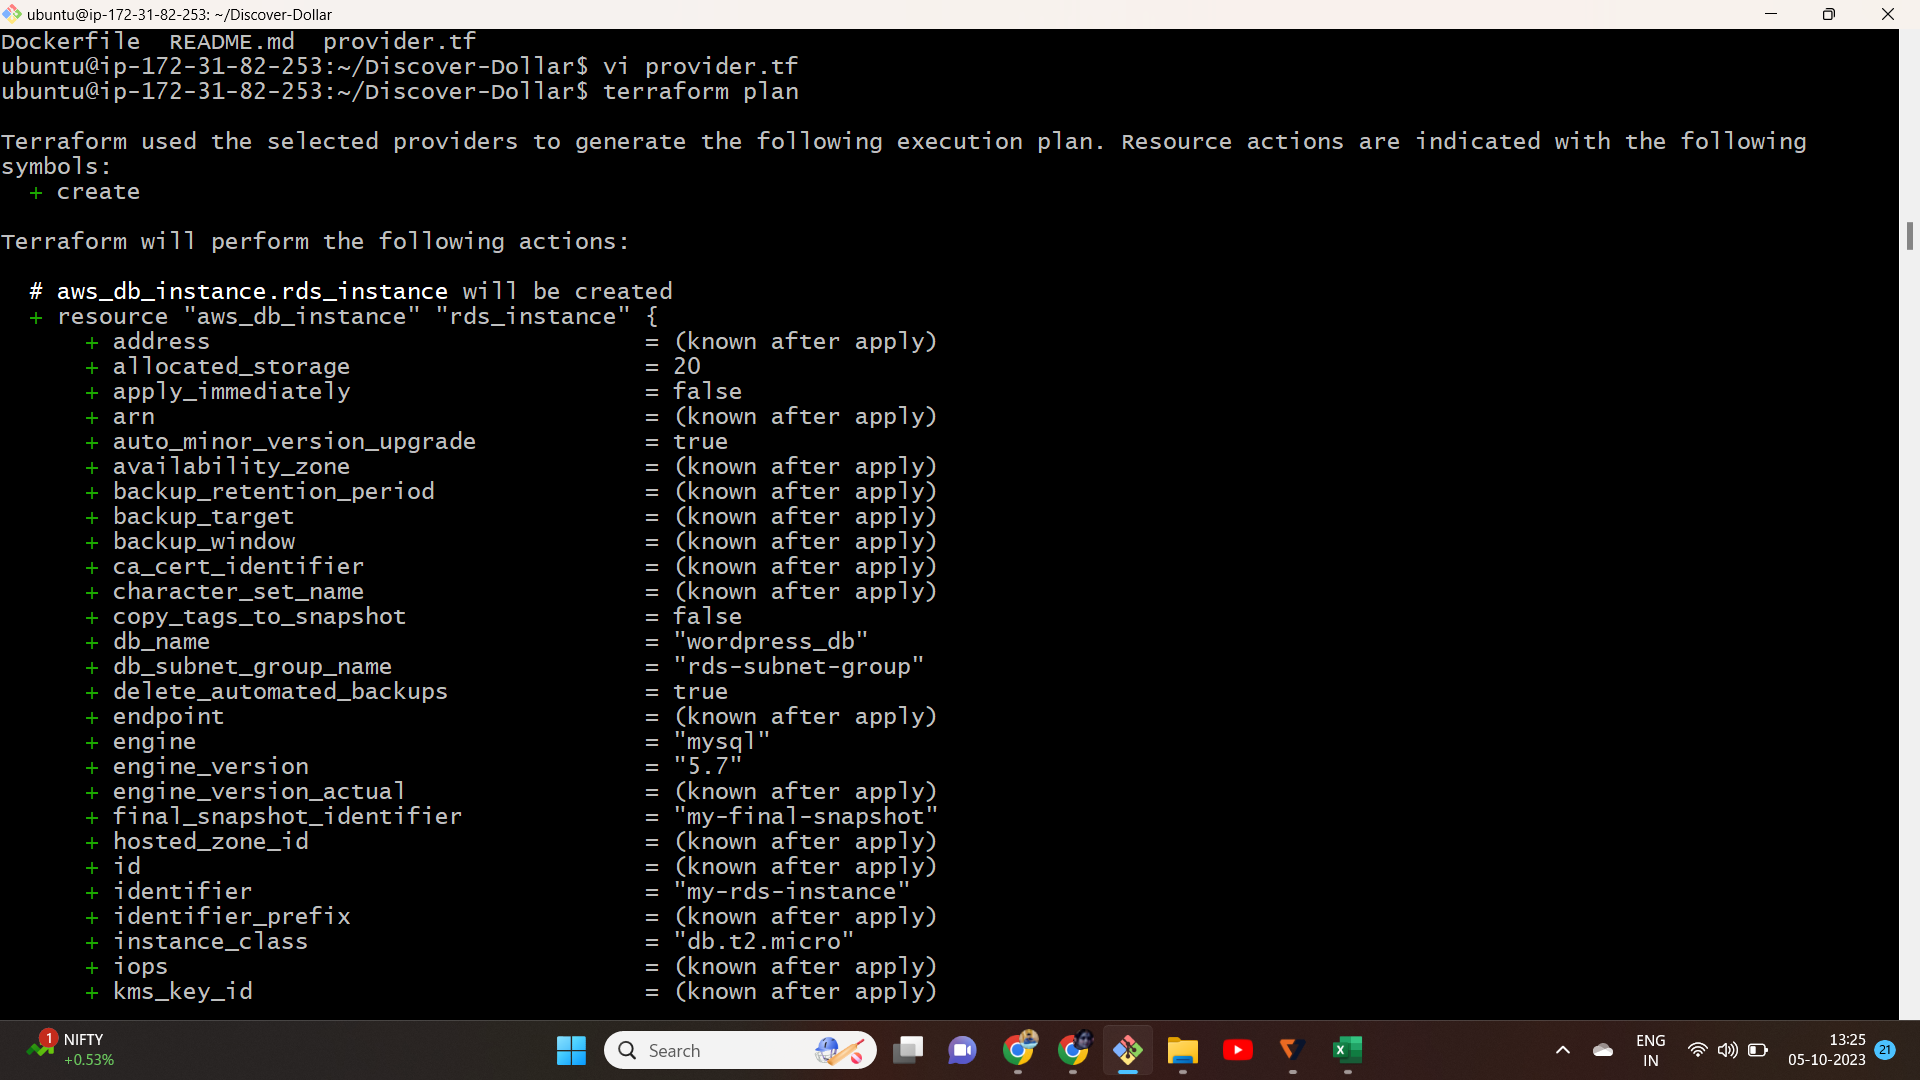 ubuntu@ip-172-31-82-253: ~/Discover-Dollar
Dockerfile  README.md  provider.tf
ubuntu@ip-172-31-82-253:~/Discover-Dollar$ vi provider.tf
ubuntu@ip-172-31-82-253:~/Discover-Dollar$ terraform plan
Terraform used the selected providers to generate the following execution plan. Resource actions are indicated with the following
symbols:
  + create
Terraform will perform the following actions:
  # aws_db_instance.rds_instance will be created
  + resource "aws_db_instance" "rds_instance" {
      + address                               = (known after apply)
      + allocated_storage                     = 20
      + apply_immediately                     = false
      + arn                                   = (known after apply)
      + auto_minor_version_upgrade            = true
      + availability_zone                     = (known after apply)
      + backup_retention_period               = (known after apply)
      + backup_target                         = (known after apply)
      + backup_window                         = (known after apply)
      + ca_cert_identifier                    = (known after apply)
      + character_set_name                    = (known after apply)
      + copy_tags_to_snapshot                 = false
      + db_name                               = "wordpress_db"
      + db_subnet_group_name                  = "rds-subnet-group"
      + delete_automated_backups              = true
      + endpoint                              = (known after apply)
      + engine                                = "mysql"
      + engine_version                        = "5.7"
      + engine_version_actual                 = (known after apply)
      + final_snapshot_identifier             = "my-final-snapshot"
      + hosted_zone_id                        = (known after apply)
      + id                                    = (known after apply)
      + identifier                            = "my-rds-instance"
      + identifier_prefix                     = (known after apply)
      + instance_class                        = "db.t2.micro"
      + iops                                  = (known after apply)
      + kms_key_id                            = (known after apply)
1
NIFTY
+0.53%
Search
ENG
IN
13:25
05-10-2023
21